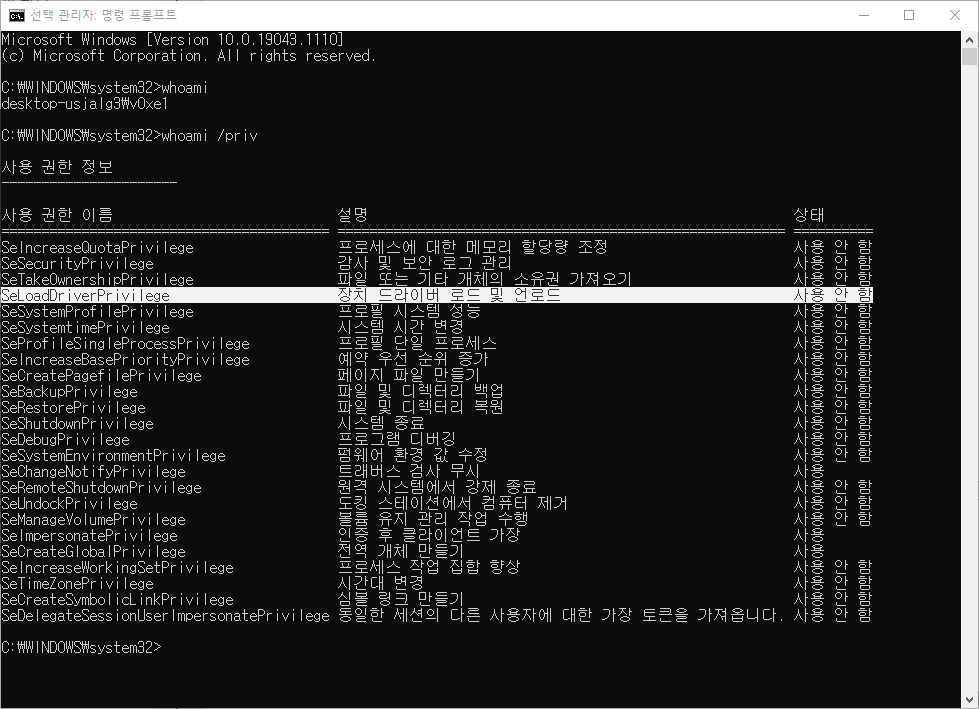 선택 관리자: 명령 프롬프트
Microsoft Windows [Version 10.0.19043.1110]
(c) Microsoft Corporation. All rights reserved.
C:₩WINDOWS₩system32>whoami
desktop-usjalg3₩v0xe1
C:₩WINDOWS₩system32>whoami /priv
사용 권한 정보
----------------------
사용 권한 이름 설명 상태
========================================= ======================================================== ==========
SeIncreaseQuotaPrivilege 프로세스에 대한 메모리 할당량 조정 사용 안 함
SeSecurityPrivilege 감사 및 보안 로그 관리 사용 안 함
SeTakeOwnershipPrivilege 파일 또는 기타 개체의 소유권 가져오기 사용 안 함
SeLoadDriverPrivilege 장치 드라이버 로드 및 언로드 사용 안 함
SeSystemProfilePrivilege 프로필 시스템 성능 사용 안 함
SeSystemtimePrivilege 시스템 시간 변경 사용 안 함
SeProfileSingleProcessPrivilege 프로필 단일 프로세스 사용 안 함
SeIncreaseBasePriorityPrivilege 예약 우선 순위 증가 사용 안 함
SeCreatePagefilePrivilege 페이지 파일 만들기 사용 안 함
SeBackupPrivilege 파일 및 디렉터리 백업 사용 안 함
SeRestorePrivilege 파일 및 디렉터리 복원 사용 안 함
SeShutdownPrivilege 시스템 종료 사용 안 함
SeDebugPrivilege 프로그램 디버깅 사용 안 함
SeSystemEnvironmentPrivilege 펌웨어 환경 값 수정 사용 안 함
SeChangeNotifyPrivilege 트래버스 검사 무시 사용
SeRemoteShutdownPrivilege 원격 시스템에서 강제 종료 사용 안 함
SeUndockPrivilege 도킹 스테이션에서 컴퓨터 제거 사용 안 함
SeManageVolumePrivilege 볼륨 유지 관리 작업 수행 사용 안 함
SeImpersonatePrivilege 인증 후 클라이언트 가장 사용
SeCreateGlobalPrivilege 전역 개체 만들기 사용
SeIncreaseWorkingSetPrivilege 프로세스 작업 집합 향상 사용 안 함
SeTimeZonePrivilege 시간대 변경 사용 안 함
SeCreateSymbolicLinkPrivilege 심볼 링크 만들기 사용 안 함
SeDelegateSessionUserImpersonatePrivilege 동일한 세션의 다른 사용자에 대한 가장 토큰을 가져옵니다. 사용 안 함
C:₩WINDOWS₩system32>